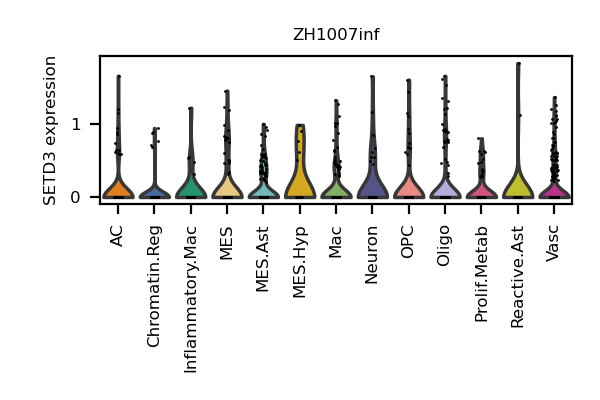 ZH1007inf
SETD3 expression
1
0
AC
Chromatin.Reg
Inflammatory.Mac
MES
MES.Ast
MES.Hyp
Mac
Neuron
OPC
Oligo
Prolif.Metab
Reactive.Ast
Vasc